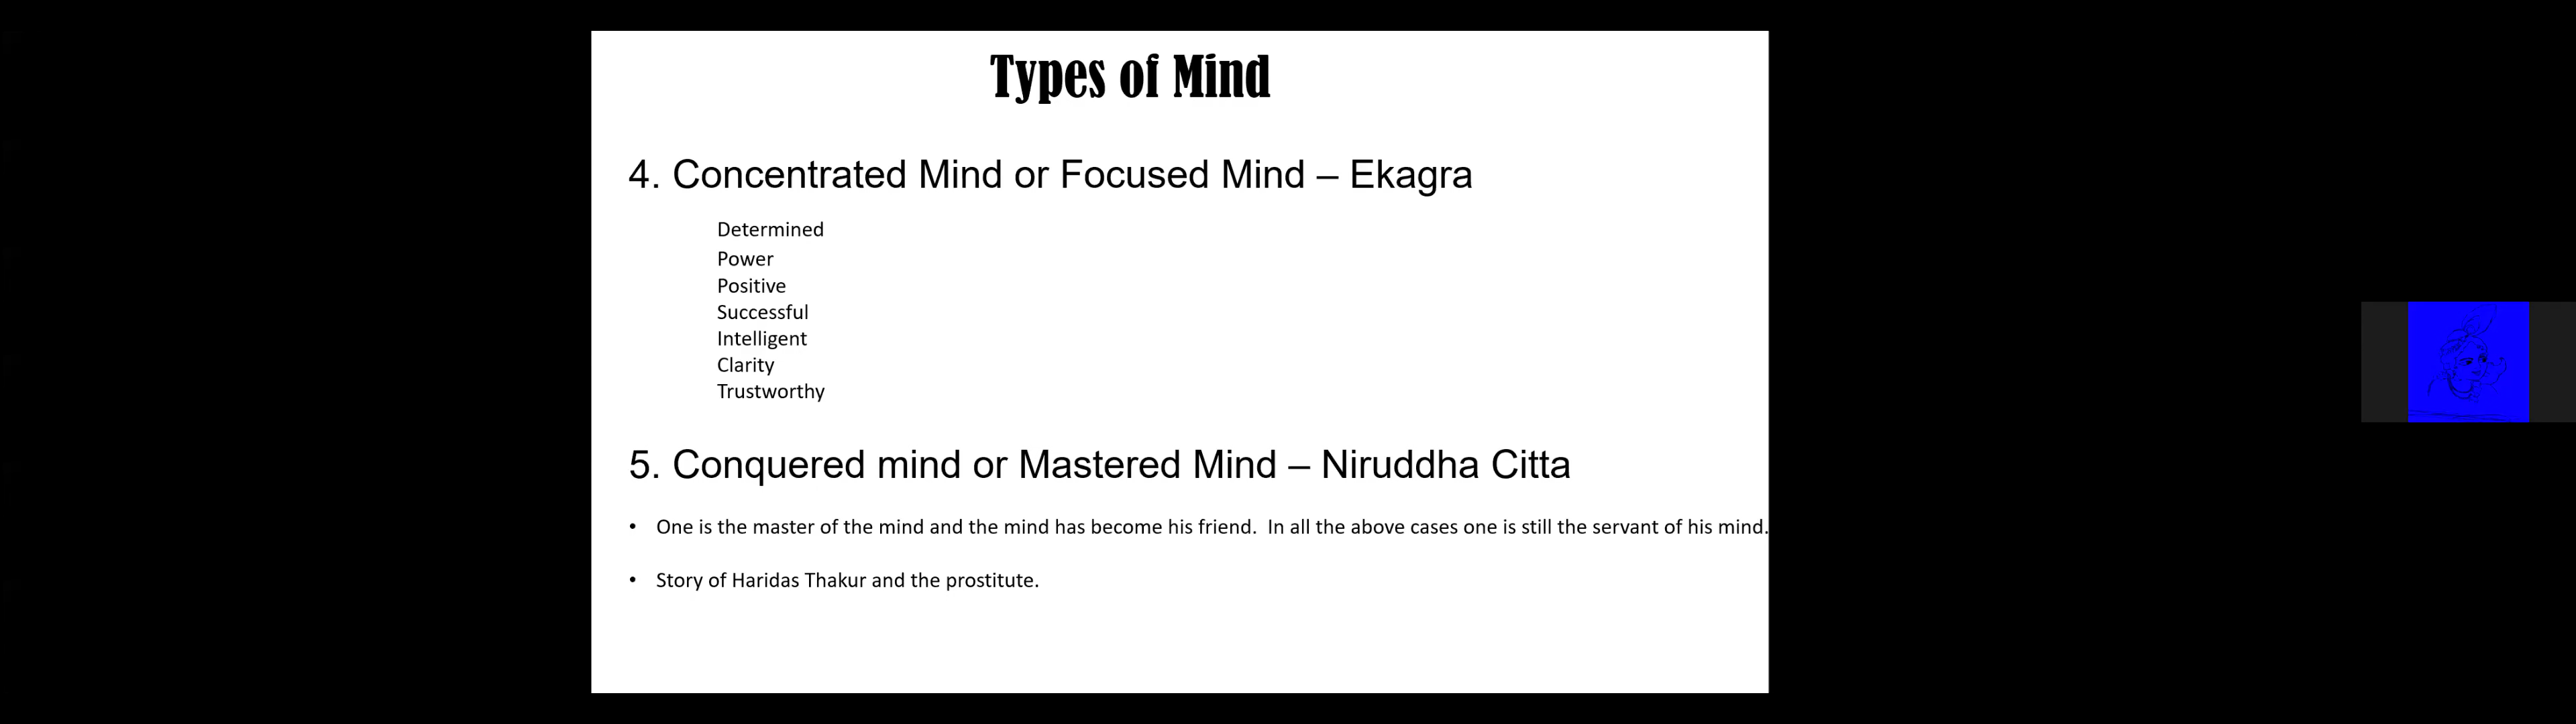 Types of Mind
4. Concentrated Mind or Focused Mind – Ekagra
Determined
Power
Positive
Successful
Intelligent
Clarity
Trustworthy
5. Conquered mind or Mastered Mind – Niruddha Citta
• One is the master of the mind and the mind has become his friend.  In all the above cases one is still the servant of his mind.
• Story of Haridas Thakur and the prostitute.